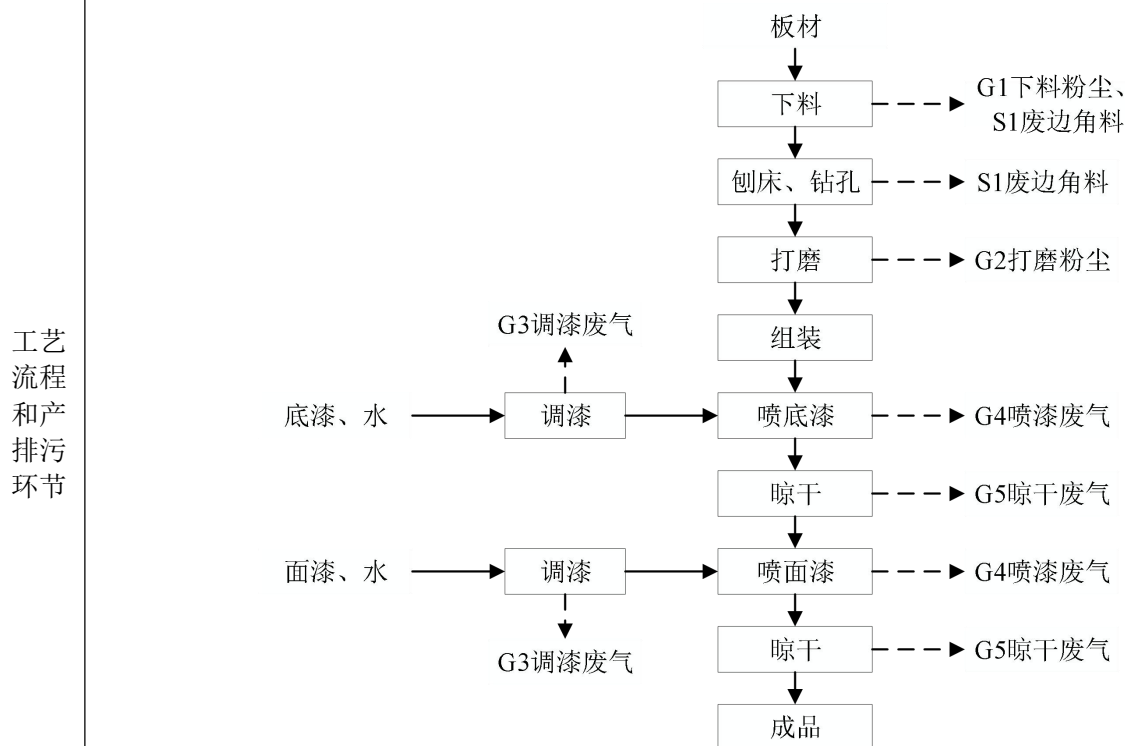 板材
下料
G1下料粉尘、
S1废边角料
刨床、钻孔
S1废边角料
打磨
G2打磨粉尘
工艺
流程
和产
排污
环节
G3调漆废气
组装
底漆、水
调漆
喷底漆
G4喷漆废气
晾干
G5晾干废气
面漆、水
调漆
喷面漆
G4喷漆废气
G3调漆废气
晾干
G5晾干废气
成品